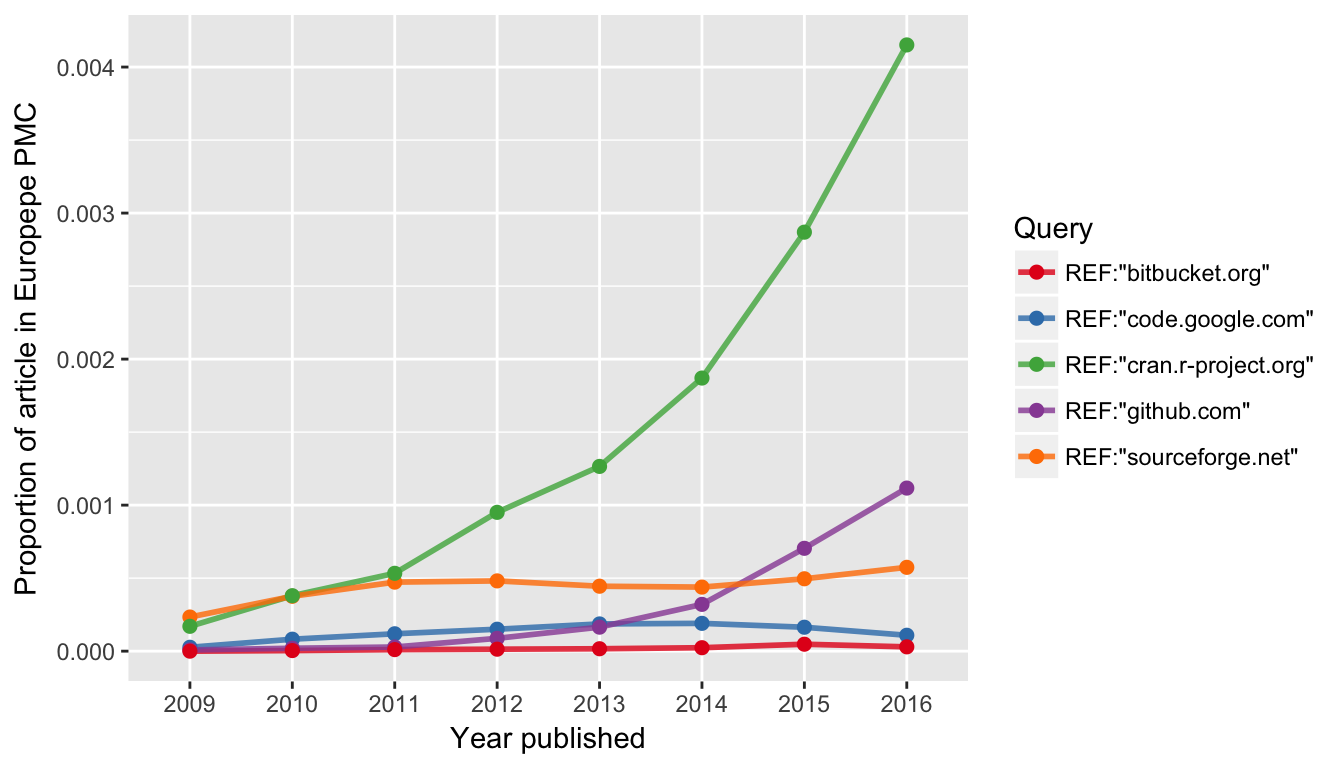 Proportion of article in Europepe PMC
0.004
0.003
0.002
0.001
0.000
2009 2010 2011 2012 2013 2014 2015 2016
Year published
Query
REF:"bitbucket.org"
REF:"code.google.com"
REF:"cran.r-project.org"
REF:"github.com"
REF:"sourceforge.net"